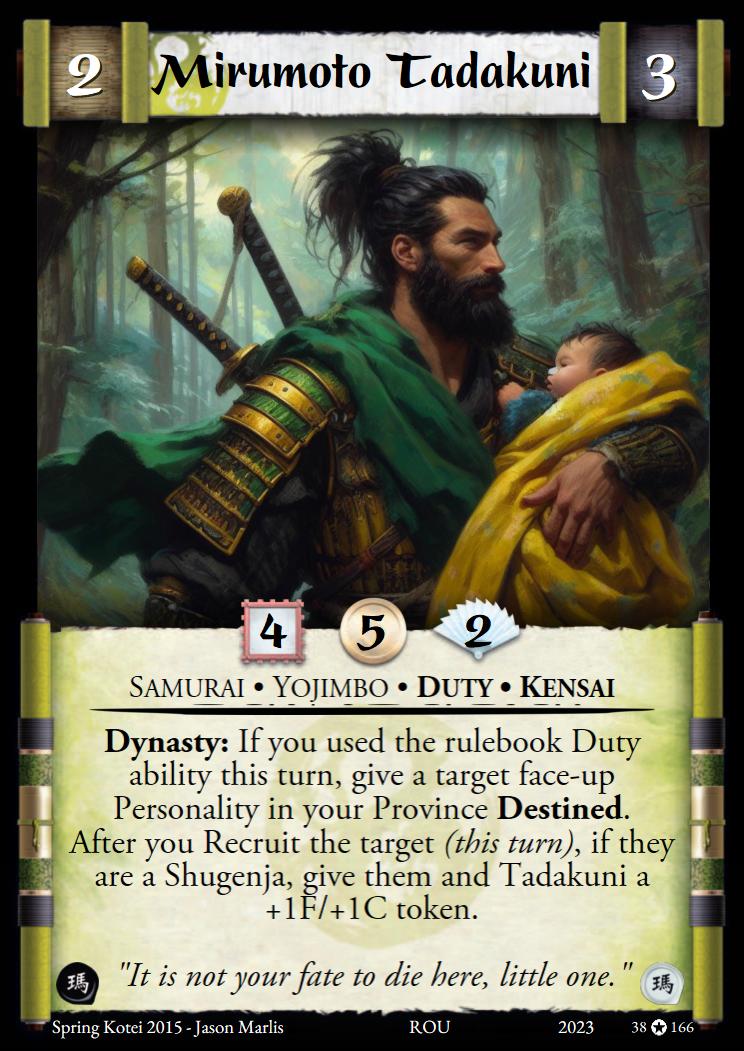 2 Mirumoto Tadakuni 3
4 5 2
SAMURAI • YOJIMBO • DUTY • KENSAI
Dynasty: If you used the rulebook Duty
ability this turn, give a target face-up
Personality in your Province Destined.
After you Recruit the target (this turn), if they
are a Shugenja, give them and Tadakuni a
+1F/+1C token.
瑪 "It is not your fate to die here, little one." 瑪
Spring Kotei 2015 - Jason Marlis ROU 2023 38 166